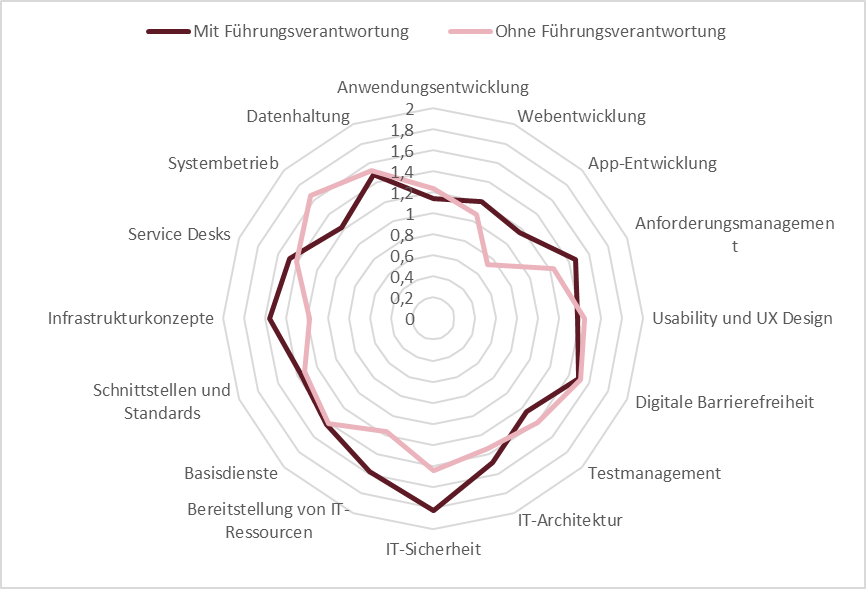 Mit Führungsverantwortung
Ohne Führungsverantwortung
Anwendungsentwicklung
Webentwicklung
App-Entwicklung
Anforderungsmanagemen
t
Usability und UX Design
Digitale Barrierefreiheit
Testmanagement
IT-Architektur
IT-Sicherheit
Bereitstellung von IT-
Ressourcen
Basisdienste
Schnittstellen und
Standards
Infrastrukturkonzepte
Service Desks
Systembetrieb
Datenhaltung
2
1,8
1,6
1,4
1,2
1
0,8
0,6
0,4
0,2
0